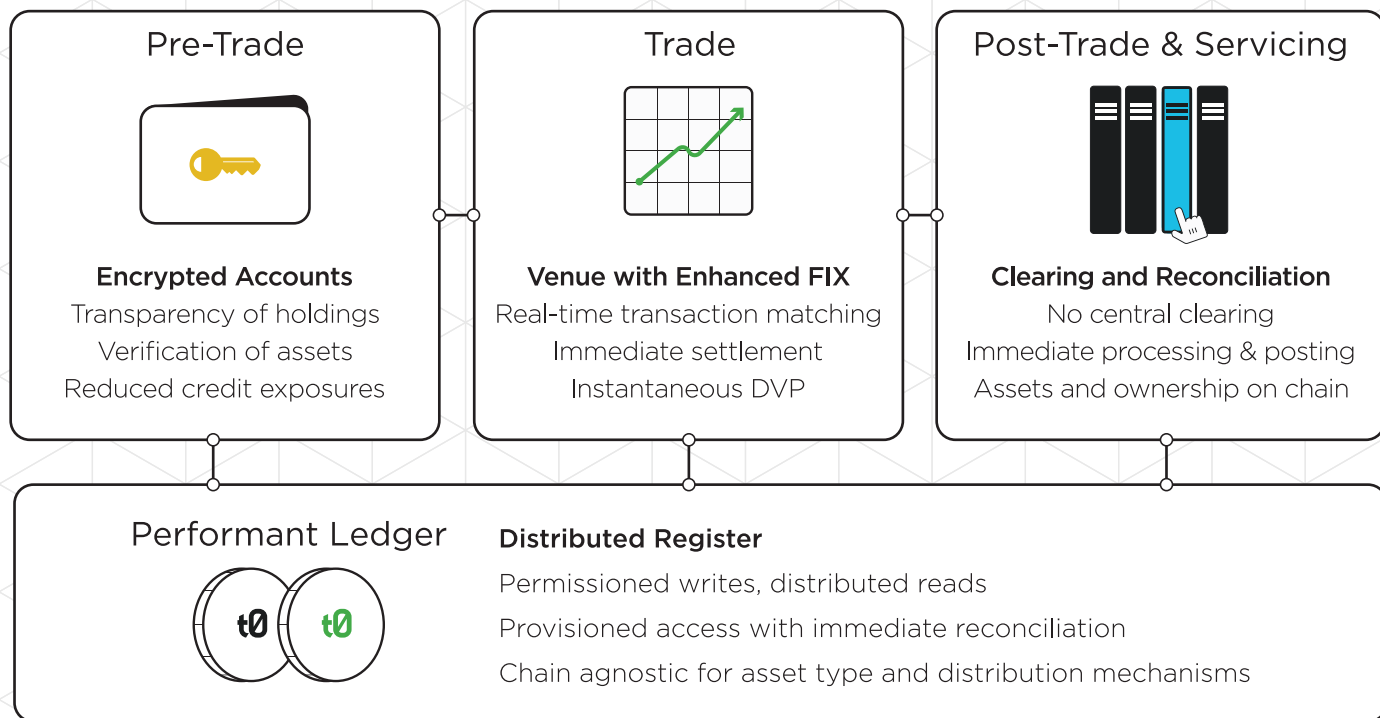 Pre-Trade
Encrypted Accounts
Transparency of holdings
Verification of assets
Reduced credit exposures
Trade
Venue with Enhanced FIX
Real-time transaction matching
Immediate settlement
Instantaneous DVP
Post-Trade & Servicing
Clearing and Reconciliation
No central clearing
Immediate processing & posting
Assets and ownership on chain
Performant Ledger
t0
t0
Distributed Register
Permissioned writes, distributed reads
Provisioned access with immediate reconciliation
Chain agnostic for asset type and distribution mechanisms